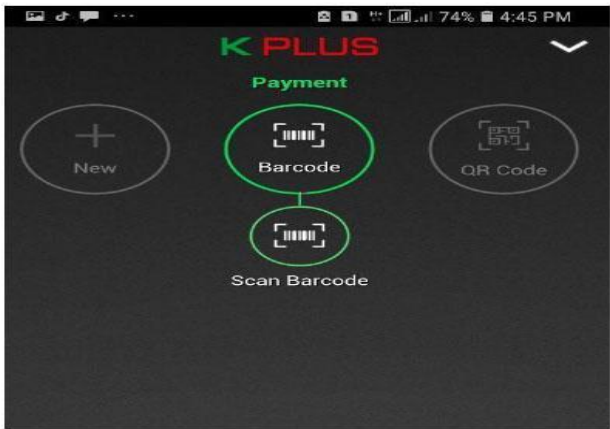 74% 4:45 PM
K PLUS
Payment
New
Barcode
QR Code
Scan Barcode